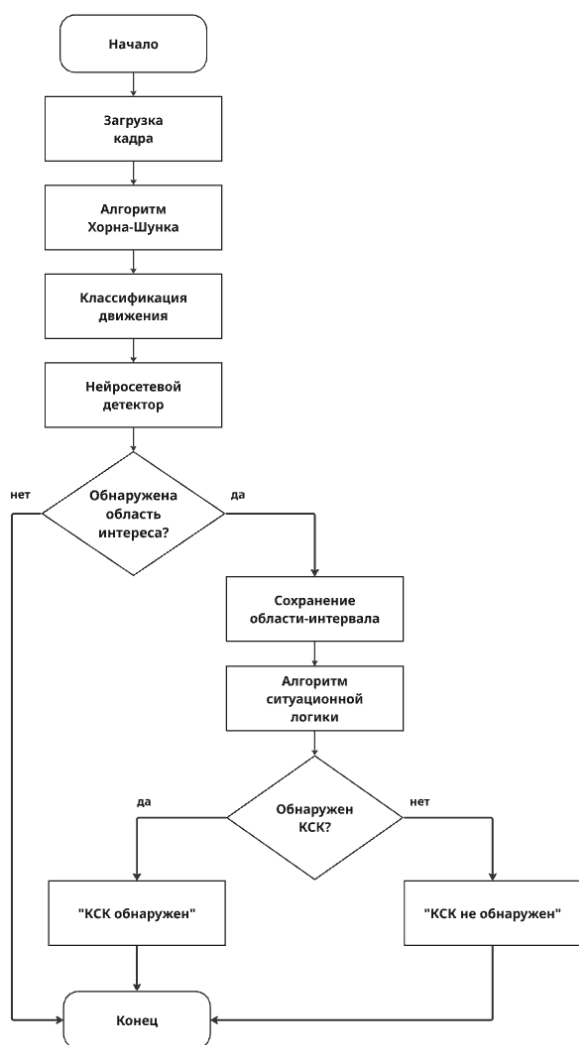 Начало
Загрузка
кадра
Алгоритм
Хорна-Шунка
Классификация
движения
Нейросетевой
детектор
нет
Обнаружена
область
интереса?
да
Сохранение
области-интервала
Алгоритм
ситуационной
логики
да
Обнаружен
КСК?
нет
"КСК обнаружен"
"КСК не обнаружен"
Конец